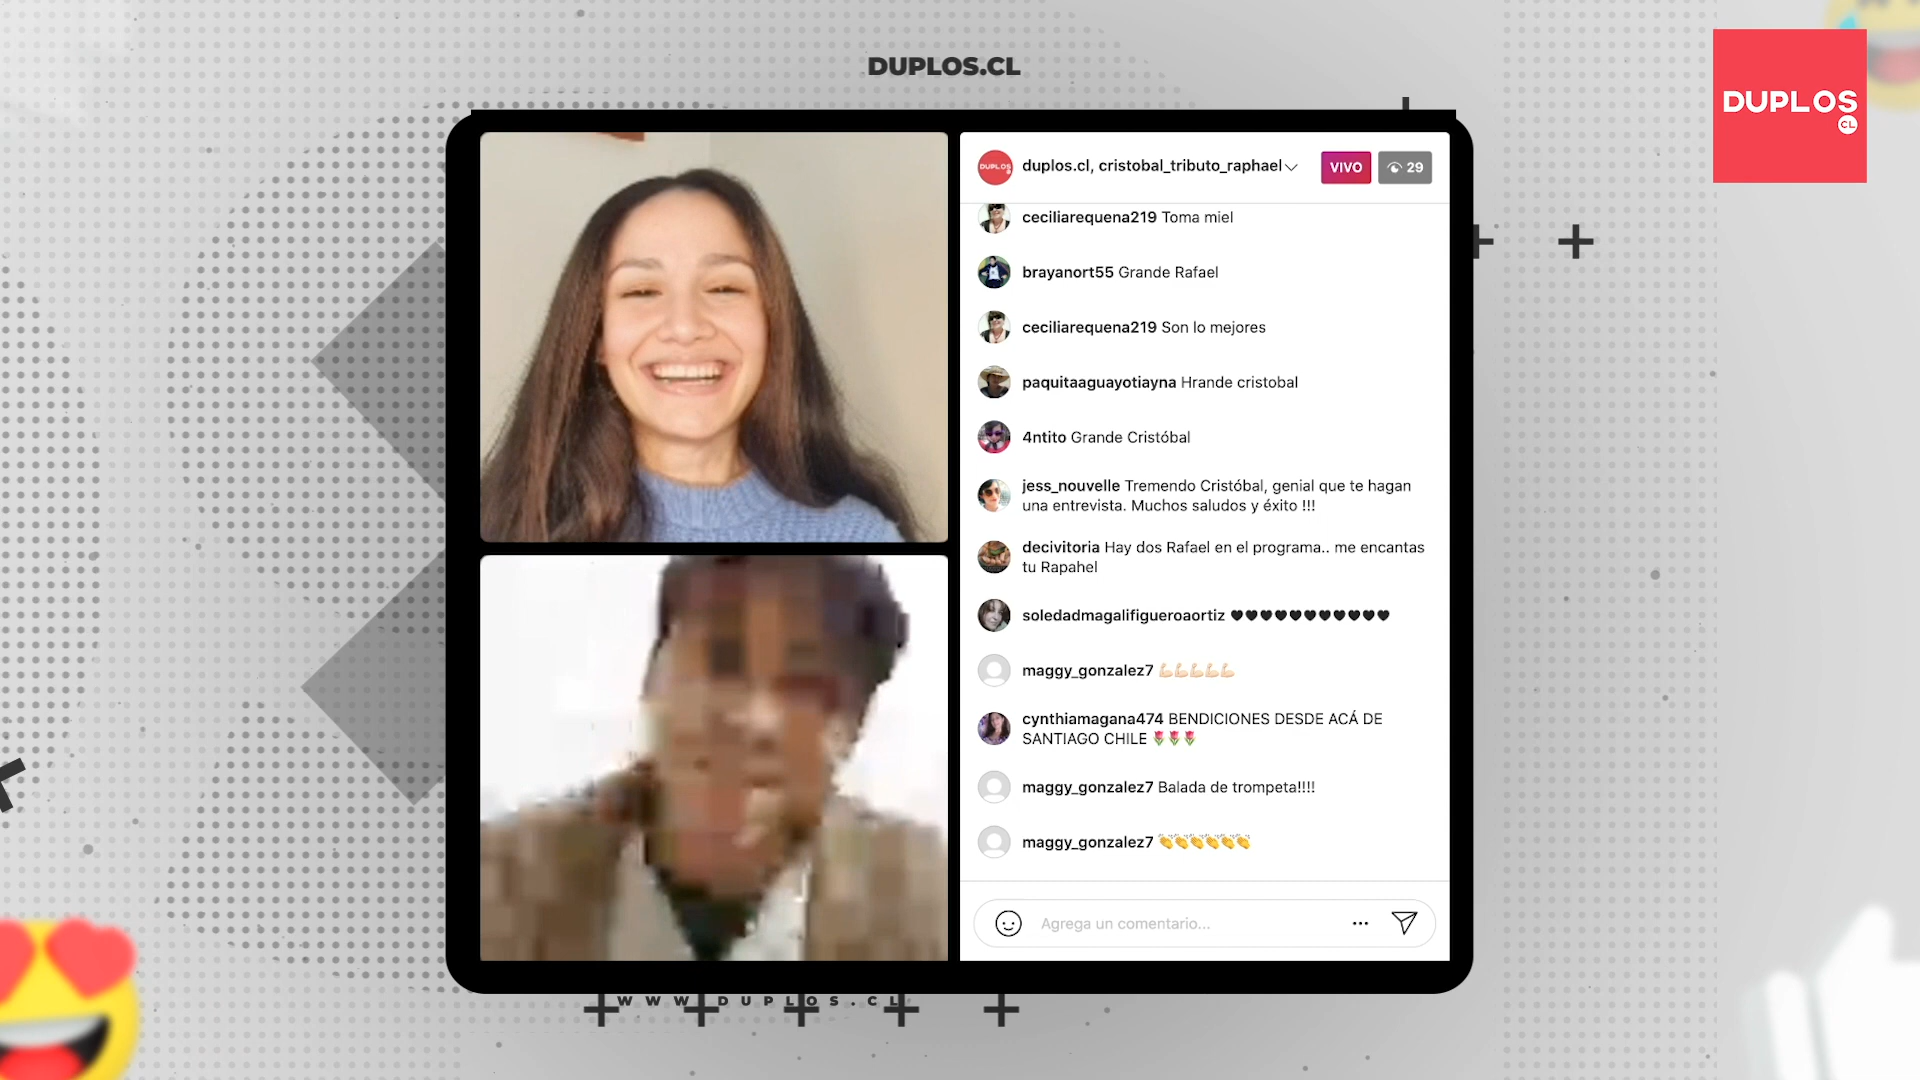 DUPLOS.CL
DUPLOS
CL
DUPLOS
duplos.cl, cristobal_tributo_raphael
VIVO
29
ceciliarequena219 Toma miel
brayanort55 Grande Rafael
ceciliarequena219 Son lo mejores
paquitaaguayotiayna Hrande cristobal
4ntito Grande Cristóbal
jess_nouvelle Tremendo Cristóbal, genial que te hagan
una entrevista. Muchos saludos y éxito !!!
decivitoria Hay dos Rafael en el programa.. me encantas
tu Rapahel
soledadmagalifigueroaortiz 🖤🖤🖤🖤🖤🖤🖤🖤🖤🖤🖤
maggy_gonzalez7 💪🏻💪🏻💪🏻💪🏻💪🏻
cynthiamagana474 BENDICIONES DESDE ACÁ DE
SANTIAGO CHILE 🌷🌷🌷
maggy_gonzalez7 Balada de trompeta!!!!
maggy_gonzalez7 👏👏👏👏👏👏
Agrega un comentario...
WWW.DUPLOS.CL